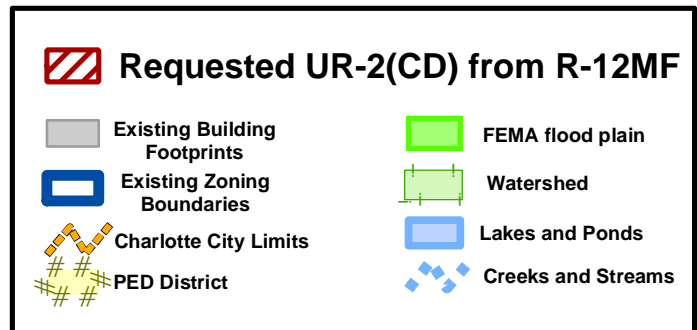 Requested UR-2(CD) from R-12MF
Existing Building
Footprints
Existing Zoning
Boundaries
Charlotte City Limits
PED District
FEMA flood plain
Watershed
Lakes and Ponds
Creeks and Streams